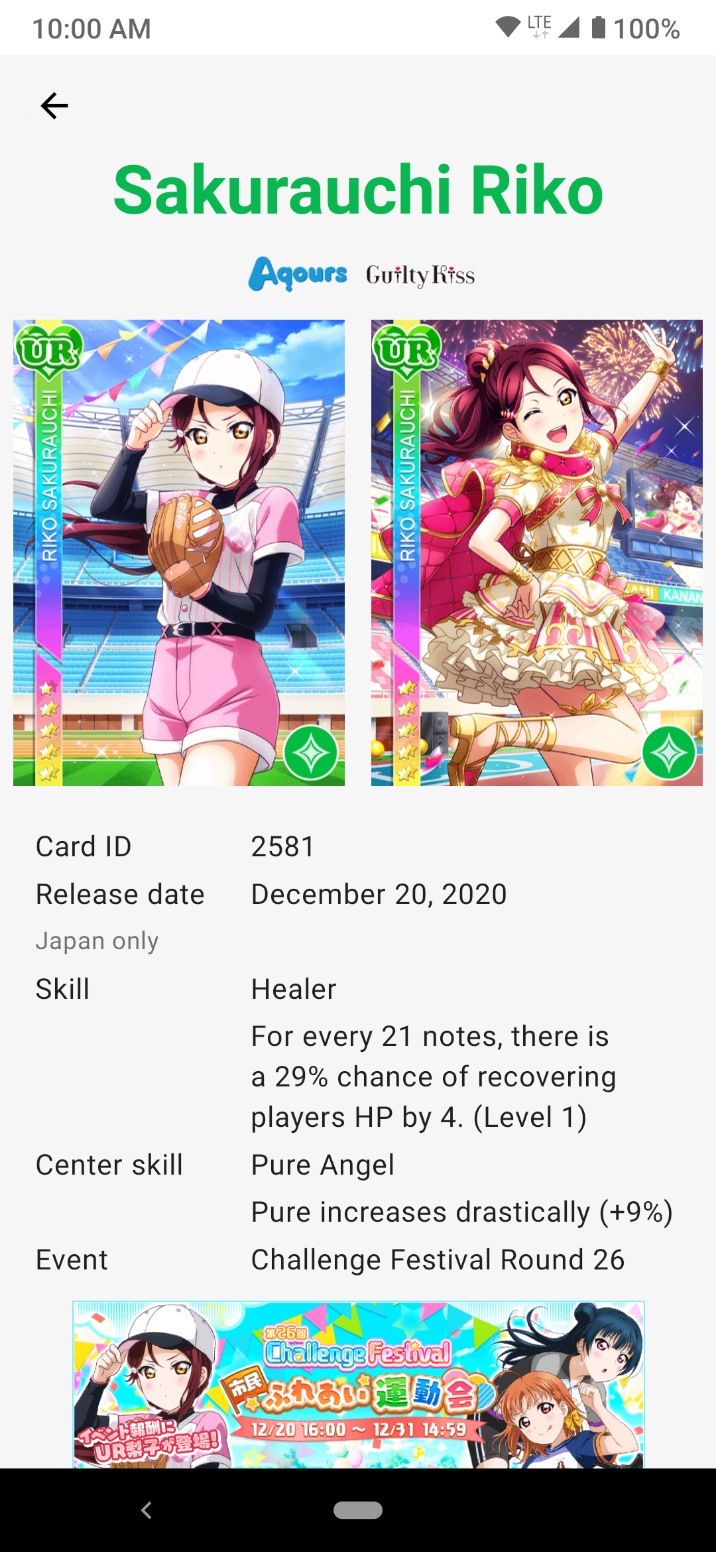 10:00 AM
LTE
100%
Sakurauchi Riko
Aqours
Guilty Kiss
UR
RIKO SAKURAUCHI
UR
RIKO SAKURAUCHI
KANAN
Card ID 2581
Release date December 20, 2020
Japan only
Skill Healer
For every 21 notes, there is
a 29% chance of recovering
players HP by 4. (Level 1)
Center skill Pure Angel
Pure increases drastically (+9%)
Event Challenge Festival Round 26
第26回
Challenge Festival
市民
ふれあい運動会
12/20 16:00 ～ 12/31 14:59
イベント報酬に
UR梨子が登場!